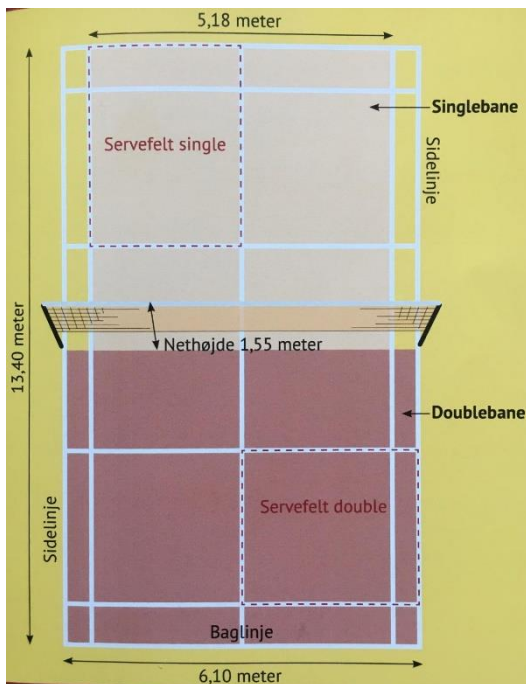 5,18 meter
Singlebane
Servefelt single
Sidelinje
13,40 meter
Nethøjde 1,55 meter
Doublebane
Servefelt double
Sidelinje
Baglinje
6,10 meter